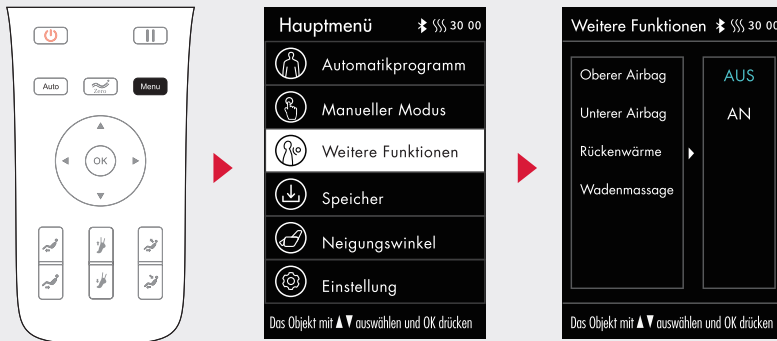 Auto
Zero
Menu
OK
Hauptmenü 30 00
Automatikprogramm
Manueller Modus
Weitere Funktionen
Speicher
Neigungswinkel
Einstellung
Das Objekt mit ▲▼ auswählen und OK drücken
Weitere Funktionen 30 00
Oberer Airbag
Unterer Airbag
Rückenwärme
Wadenmassage
AUS
AN
Das Objekt mit ▲▼ auswählen und OK drücken